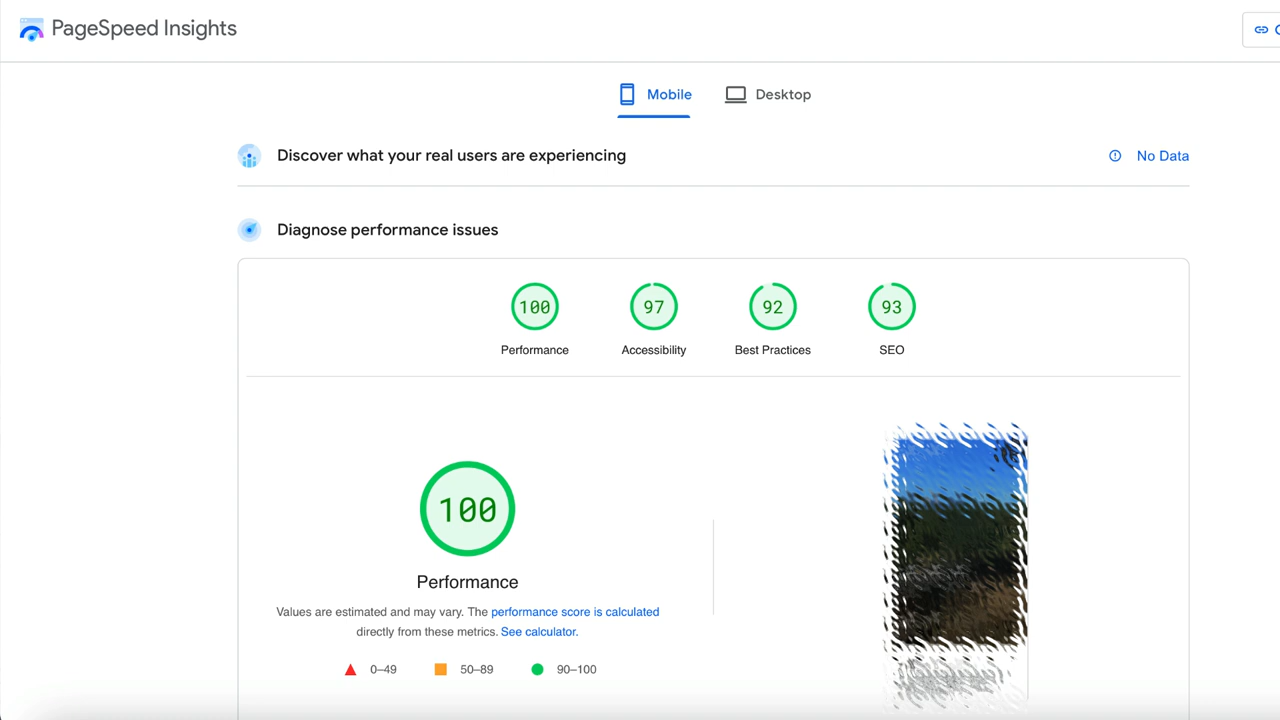 PageSpeed Insights
Mobile
Desktop
Discover what your real users are experiencing
No Data
Diagnose performance issues
100
97
92
93
Performance
Accessibility
Best Practices
SEO
100
Performance
Values are estimated and may vary. The performance score is calculated
directly from these metrics. See calculator.
0–49
50–89
90–100